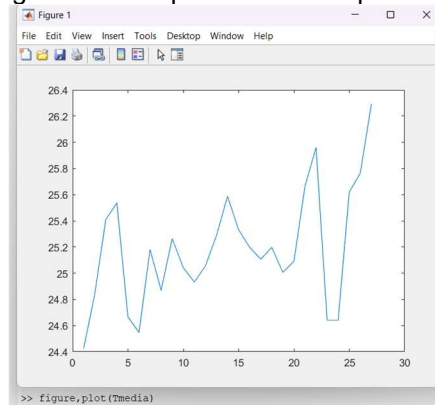 Figure 1
File Edit View Insert Tools Desktop Window Help
26.4
26.2
26
25.8
25.6
25.4
25.2
25
24.8
24.6
24.4
0 5 10 15 20 25 30
>> figure,plot(Tmedia)